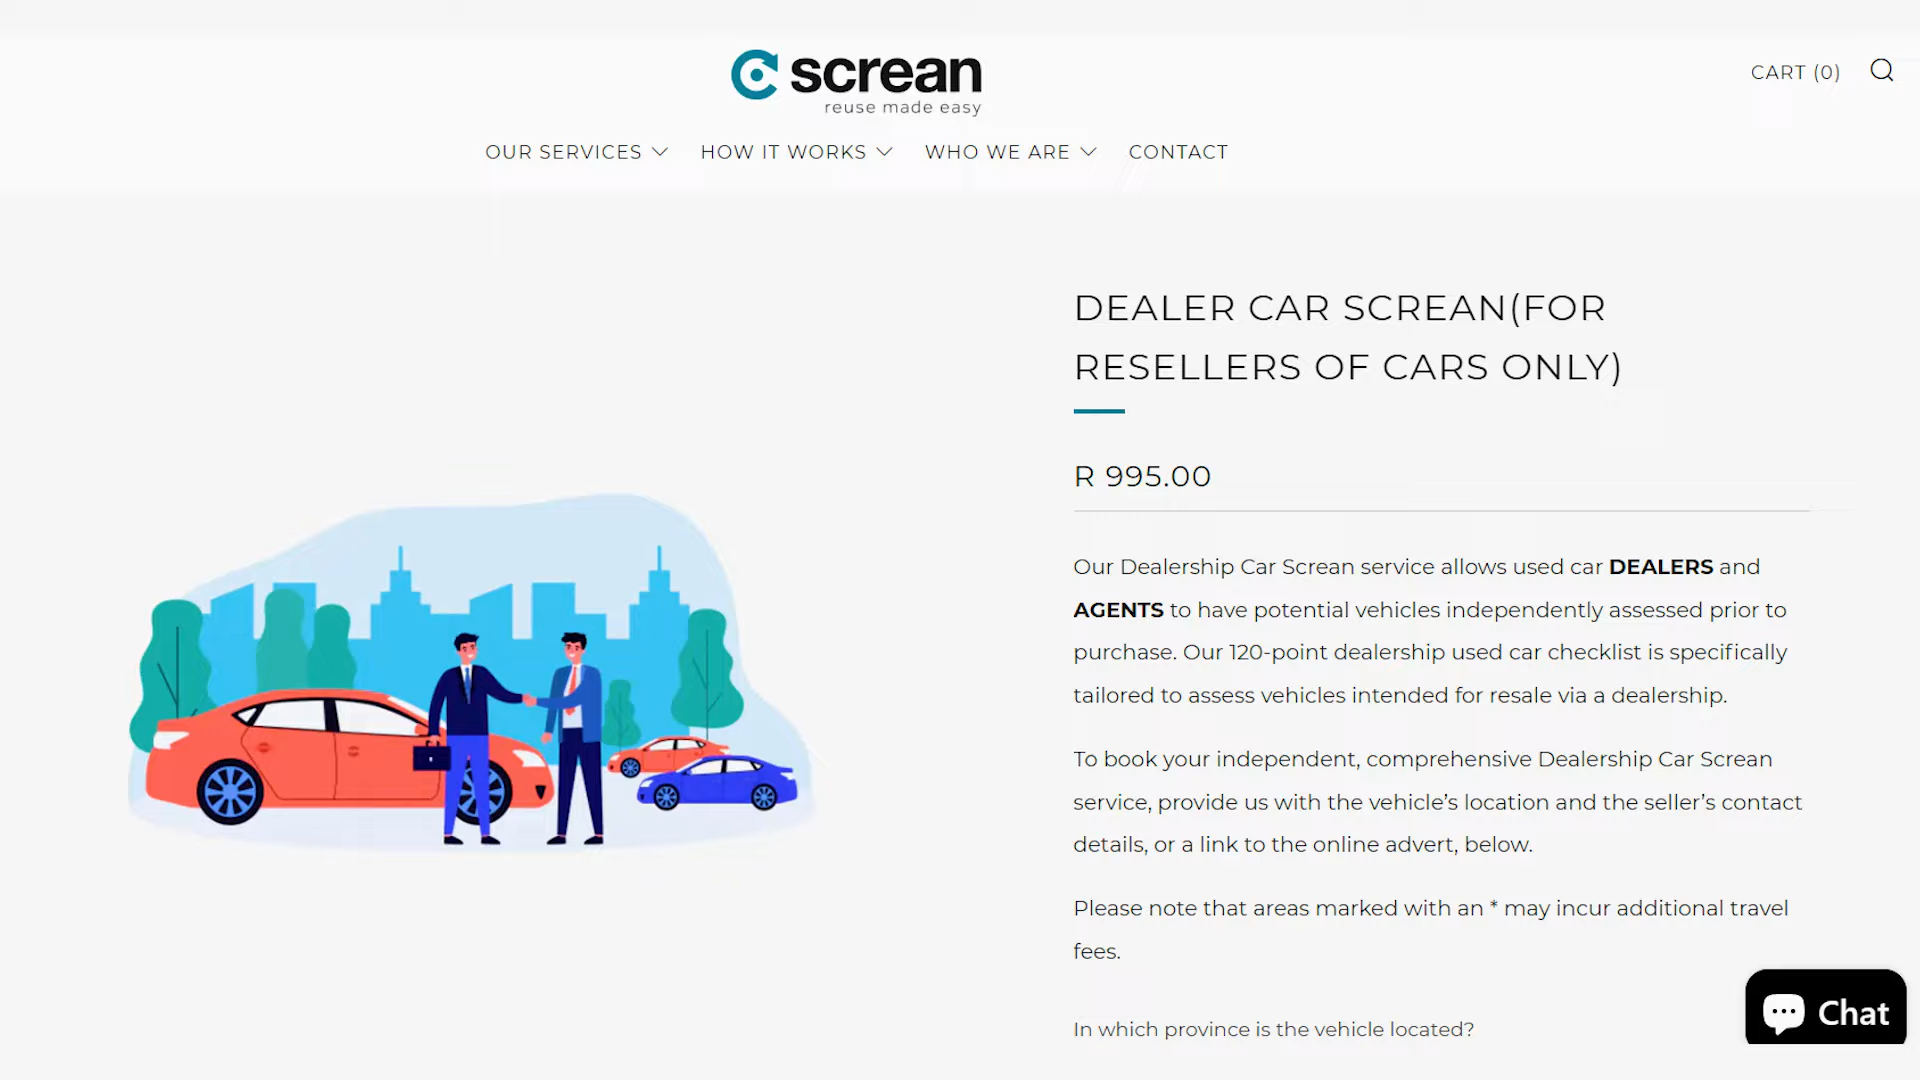 screan
reuse made easy
CART (0)
OUR SERVICES
HOW IT WORKS
WHO WE ARE
CONTACT
DEALER CAR SCREAN(FOR
RESELLERS OF CARS ONLY)
R 995.00
Our Dealership Car Screan service allows used car DEALERS and
AGENTS to have potential vehicles independently assessed prior to
purchase. Our 120-point dealership used car checklist is specifically
tailored to assess vehicles intended for resale via a dealership.
To book your independent, comprehensive Dealership Car Screan
service, provide us with the vehicle’s location and the seller’s contact
details, or a link to the online advert, below.
Please note that areas marked with an * may incur additional travel
fees.
In which province is the vehicle located?
Chat